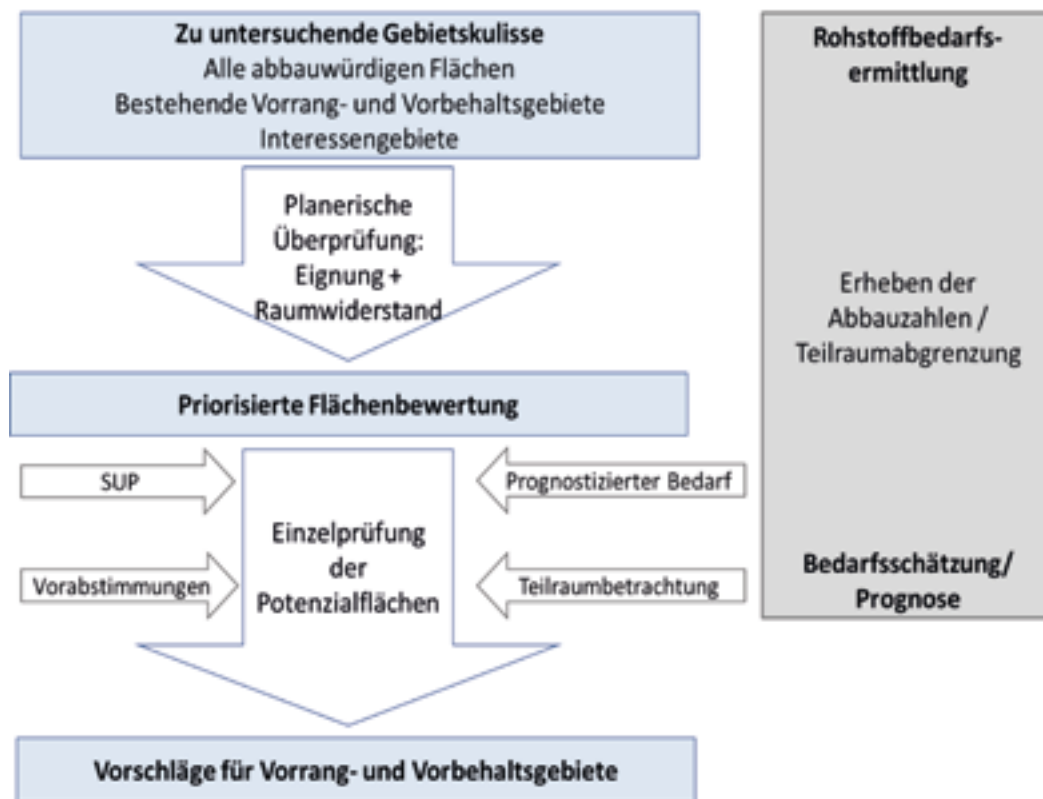 Zu untersuchende Gebietskulisse
Alle abbauwürdigen Flächen
Bestehende Vorrang- und Vorbehaltsgebiete
Interessengebiete
Planerische
Überprüfung:
Eignung +
Raumwiderstand
Priorisierte Flächenbewertung
SUP
Vorabstimmungen
Einzelprüfung
der
Potenzialflächen
Prognostizierter Bedarf
Teilraumbetrachtung
Vorschläge für Vorrang- und Vorbehaltsgebiete
Rohstoffbedarfs-
ermittlung
Erheben der
Abbauzahlen /
Teilraumabgrenzung
Bedarfsschätzung/
Prognose